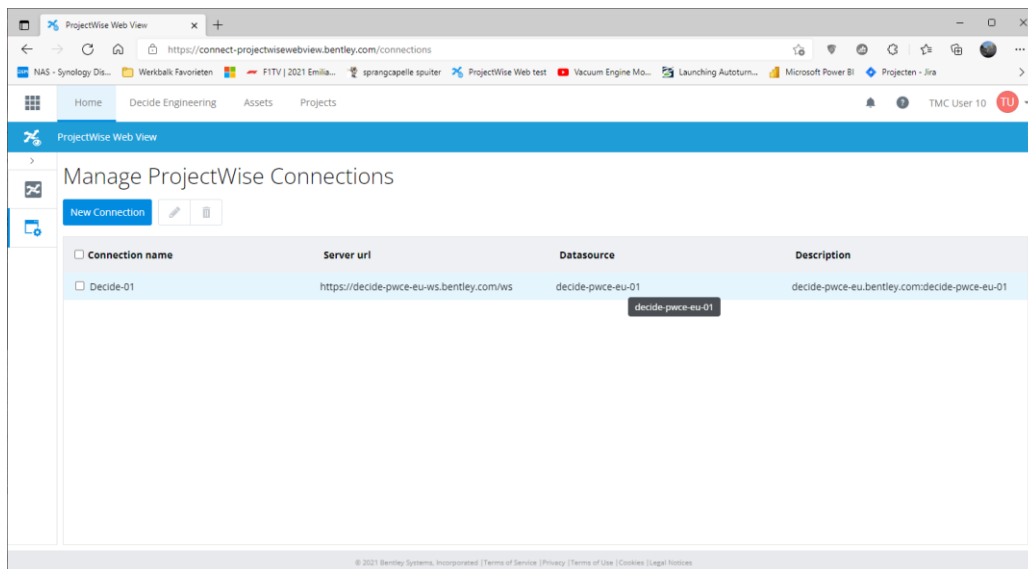 ProjectWise Web View
https://connect-projectwisewebview.bentley.com/connections
NAS - Synology Dis... Werkbalk Favorieten F1TV | 2021 Emilia... sprangcapelle spuiter ProjectWise Web test Vacuum Engine Mo... Launching Autoturn... Microsoft Power BI Projecten - Jira
Home Decide Engineering Assets Projects TMC User 10 TU
ProjectWise Web View
Manage ProjectWise Connections
New Connection
Connection name Server url Datasource Description
Decide-01 https://decide-pwce-eu-ws.bentley.com/ws decide-pwce-eu-01 decide-pwce-eu.bentley.com:decide-pwce-eu-01
decide-pwce-eu-01
© 2021 Bentley Systems, Incorporated | Terms of Service | Privacy | Terms of Use | Cookies | Legal Notices